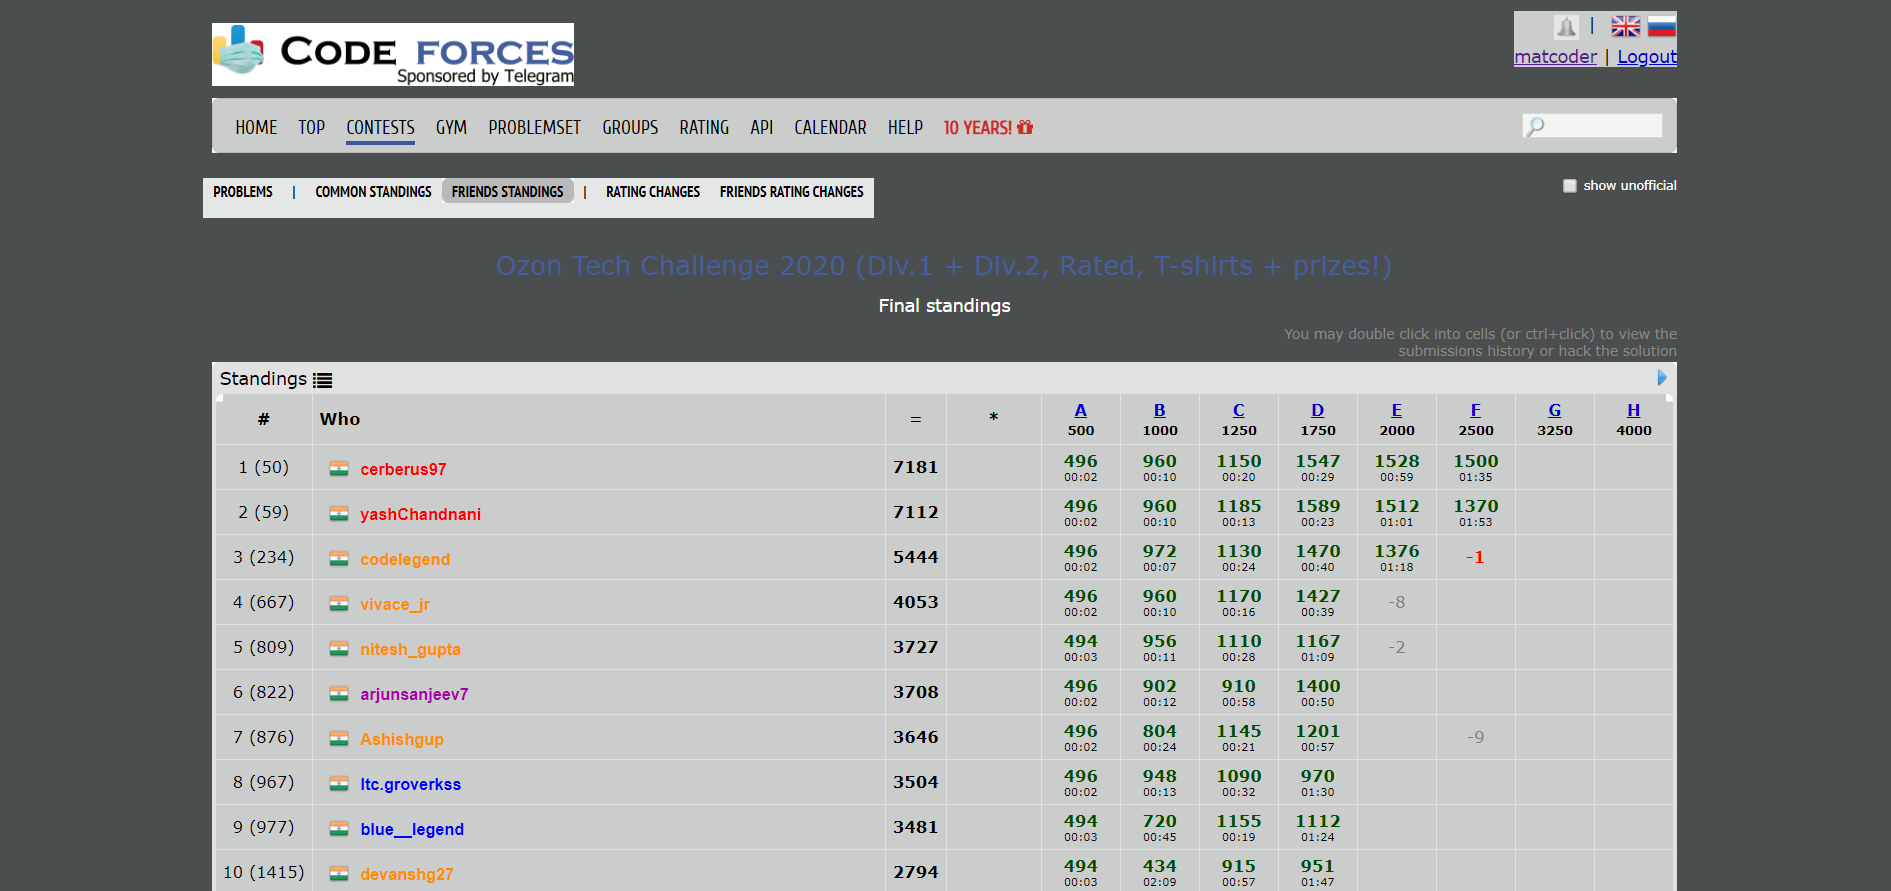 CODE FORCES
Sponsored by Telegram
|
matcoder | Logout
HOME TOP CONTESTS GYM PROBLEMSET GROUPS RATING API CALENDAR HELP 10 YEARS!
PROBLEMS | COMMON STANDINGS FRIENDS STANDINGS | RATING CHANGES FRIENDS RATING CHANGES
show unofficial
Ozon Tech Challenge 2020 (Div.1 + Div.2, Rated, T-shirts + prizes!)
Final standings
You may double click into cells (or ctrl+click) to view the
submissions history or hack the solution
Standings
# Who = * A B C D E F G H
500 1000 1250 1750 2000 2500 3250 4000
1 (50) cerberus97 7181 496 960 1150 1547 1528 1500
00:02 00:10 00:20 00:29 00:59 01:35
2 (59) yashChandnani 7112 496 960 1185 1589 1512 1370
00:02 00:10 00:13 00:23 01:01 01:53
3 (234) codelegend 5444 496 972 1130 1470 1376 -1
00:02 00:07 00:24 00:40 01:18
4 (667) vivace_jr 4053 496 960 1170 1427 -8
00:02 00:10 00:16 00:39
5 (809) nitesh_gupta 3727 494 956 1110 1167 -2
00:03 00:11 00:28 01:09
6 (822) arjunsanjeev7 3708 496 902 910 1400
00:02 00:12 00:58 00:50
7 (876) Ashishgup 3646 496 804 1145 1201 -9
00:02 00:24 00:21 00:57
8 (967) ltc.groverkss 3504 496 948 1090 970
00:02 00:13 00:32 01:30
9 (977) blue__legend 3481 494 720 1155 1112
00:03 00:45 00:19 01:24
10 (1415) devanshg27 2794 494 434 915 951
00:03 02:09 00:57 01:47